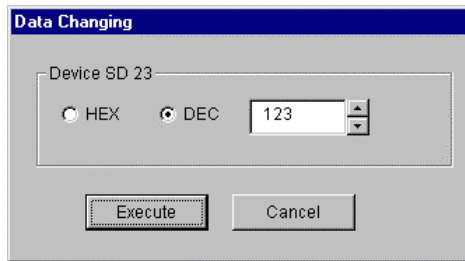 Data Changing
Device SD 23
HEX DEC 123
Execute Cancel